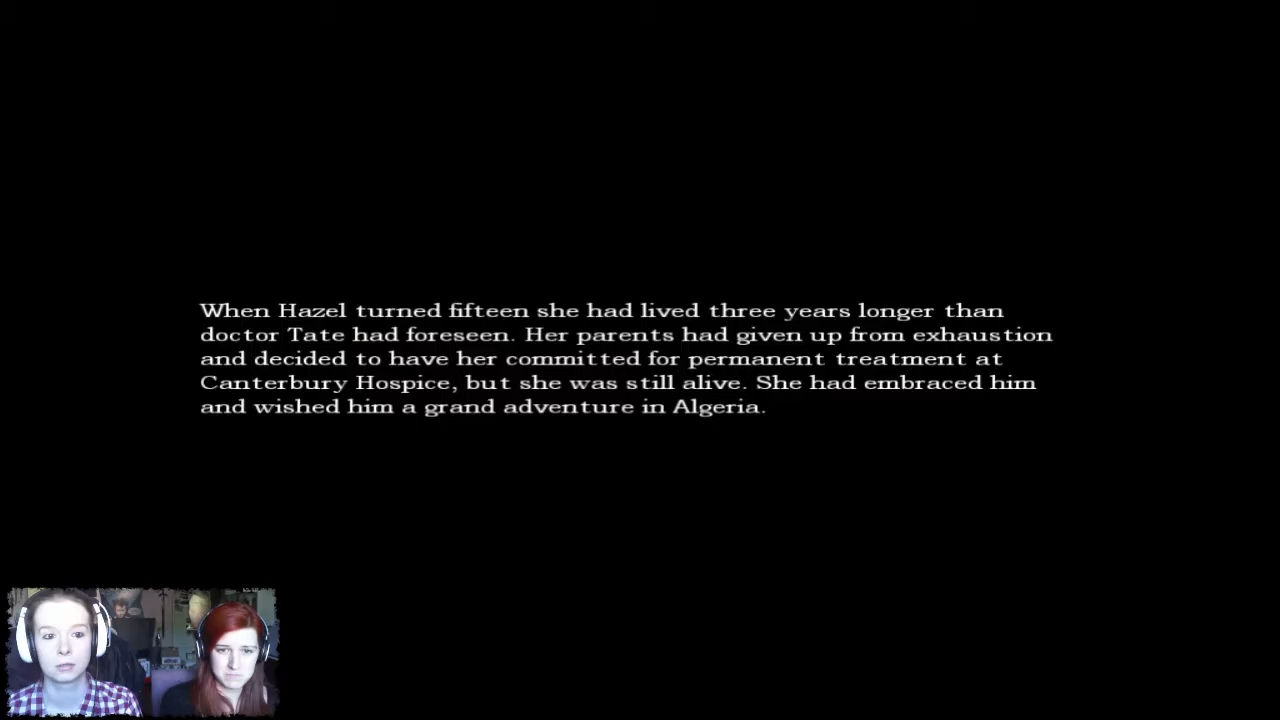 When Hazel turned fifteen she had lived three years longer than
doctor Tate had foreseen. Her parents had given up from exhaustion
and decided to have her committed for permanent treatment at
Canterbury Hospice, but she was still alive. She had embraced him
and wished him a grand adventure in Algeria.